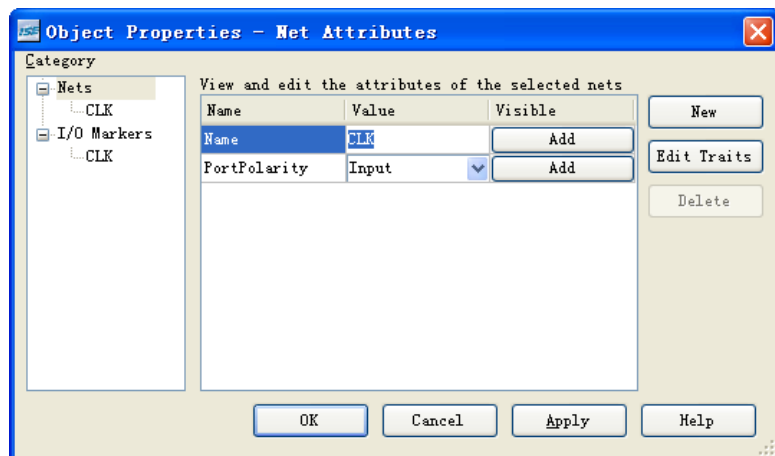 ISE Object Properties - Net Attributes
Category
Nets
CLK
I/O Markers
CLK
View and edit the attributes of the selected nets
Name Value Visible
Name CLK Add
PortPolarity Input Add
New
Edit Traits
Delete
OK Cancel Apply Help